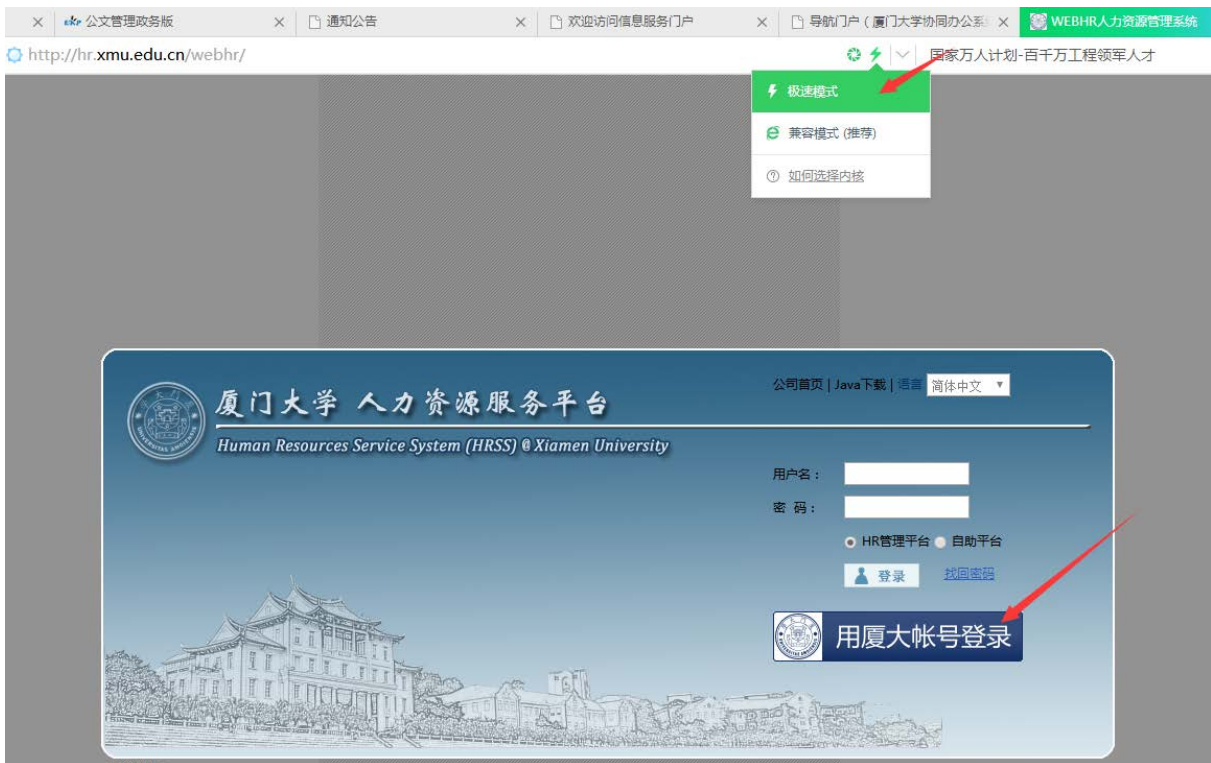 公文管理政务版
通知公告
欢迎访问信息服务门户
导航门户（厦门大学协同办公系
WEBHR人力资源管理系统
http://hr.xmu.edu.cn/webhr/
国家万人计划-百千万工程领军人才
极速模式
兼容模式 (推荐)
如何选择内核
厦门大学 人力资源服务平台
公司首页 | Java下载 | 语言 简体中文
Human Resources Service System (HRSS) @ Xiamen University
用户名：
密 码：
HR管理平台 自助平台
登录 找回密码
用厦大帐号登录